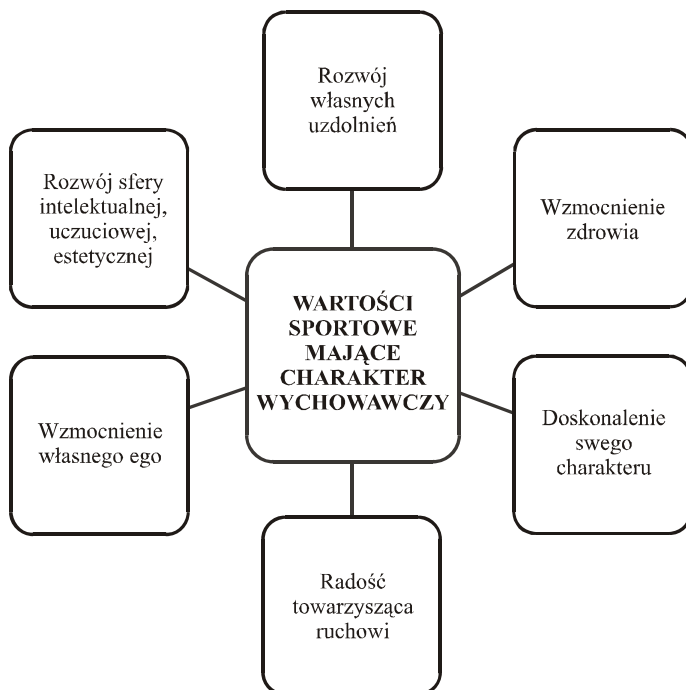 Rozwój
własnych
uzdolnień
Rozwój sfery
intelektualnej,
uczuciowej,
estetycznej
Wzmocnienie
zdrowia
WARTOŚCI
SPORTOWE
MAJĄCE
CHARAKTER
WYCHOWAWCZY
Wzmocnienie
własnego ego
Doskonalenie
swego
charakteru
Radość
towarzysząca
ruchowi